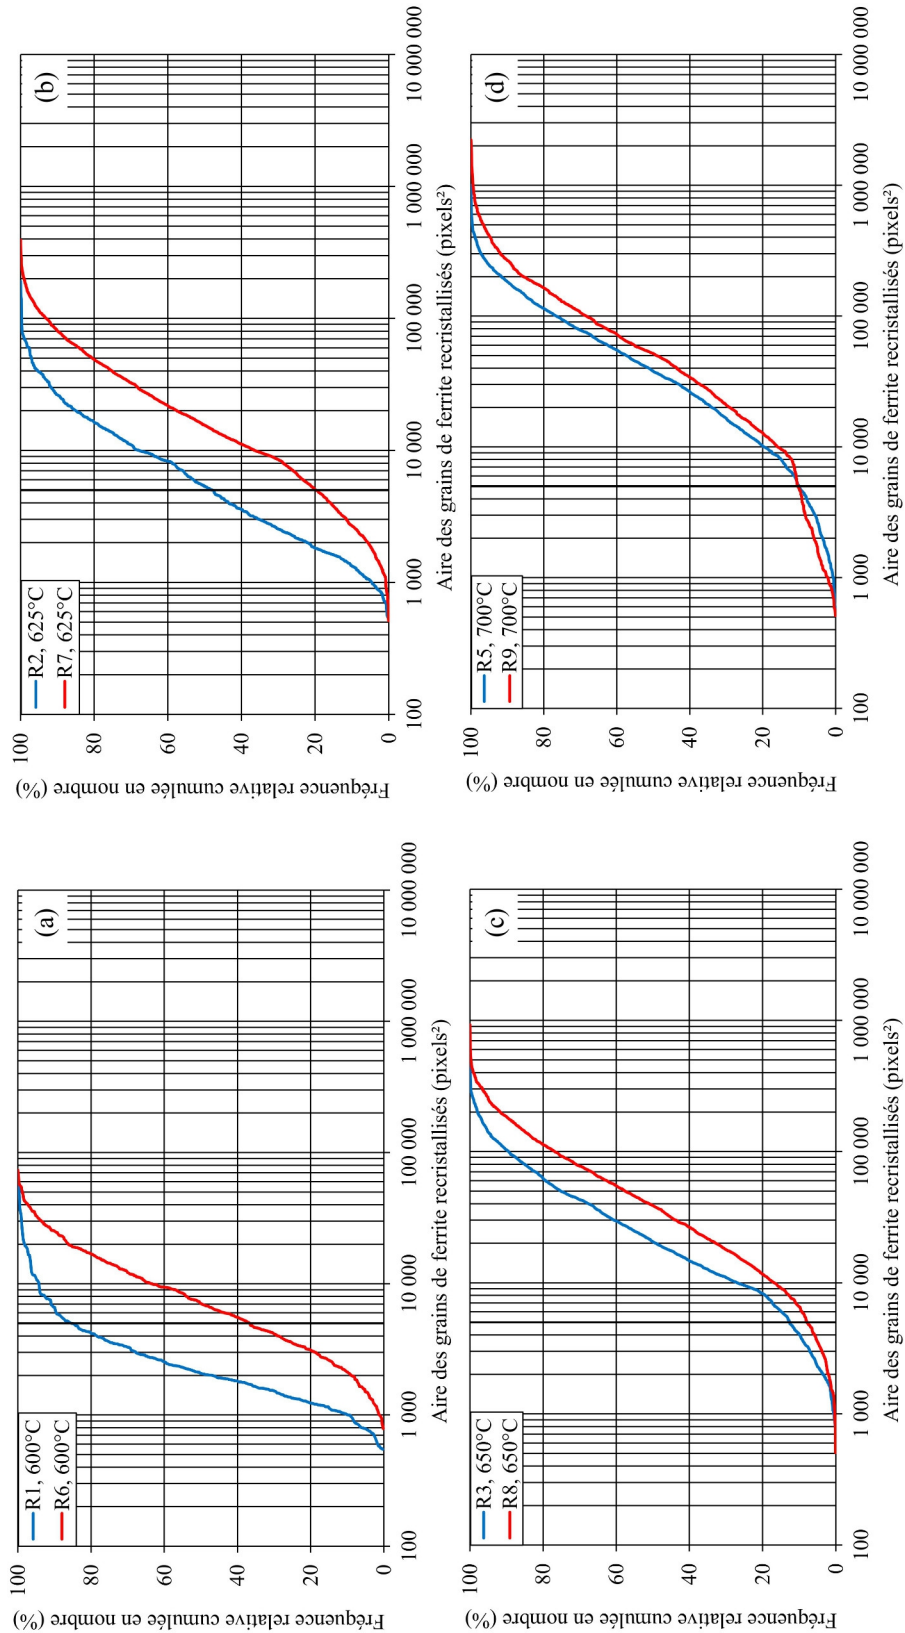 (a)
R1, 600°C
R6, 600°C
Fréquence relative cumulée en nombre (%)
100
80
60
40
20
0
100
1 000
10 000
100 000
1 000 000
10 000 000
Aire des grains de ferrite recristallisés (pixels²)
(b)
R2, 625°C
R7, 625°C
Fréquence relative cumulée en nombre (%)
100
80
60
40
20
0
100
1 000
10 000
100 000
1 000 000
10 000 000
Aire des grains de ferrite recristallisés (pixels²)
(c)
R3, 650°C
R8, 650°C
Fréquence relative cumulée en nombre (%)
100
80
60
40
20
0
100
1 000
10 000
100 000
1 000 000
10 000 000
Aire des grains de ferrite recristallisés (pixels²)
(d)
R5, 700°C
R9, 700°C
Fréquence relative cumulée en nombre (%)
100
80
60
40
20
0
100
1 000
10 000
100 000
1 000 000
10 000 000
Aire des grains de ferrite recristallisés (pixels²)